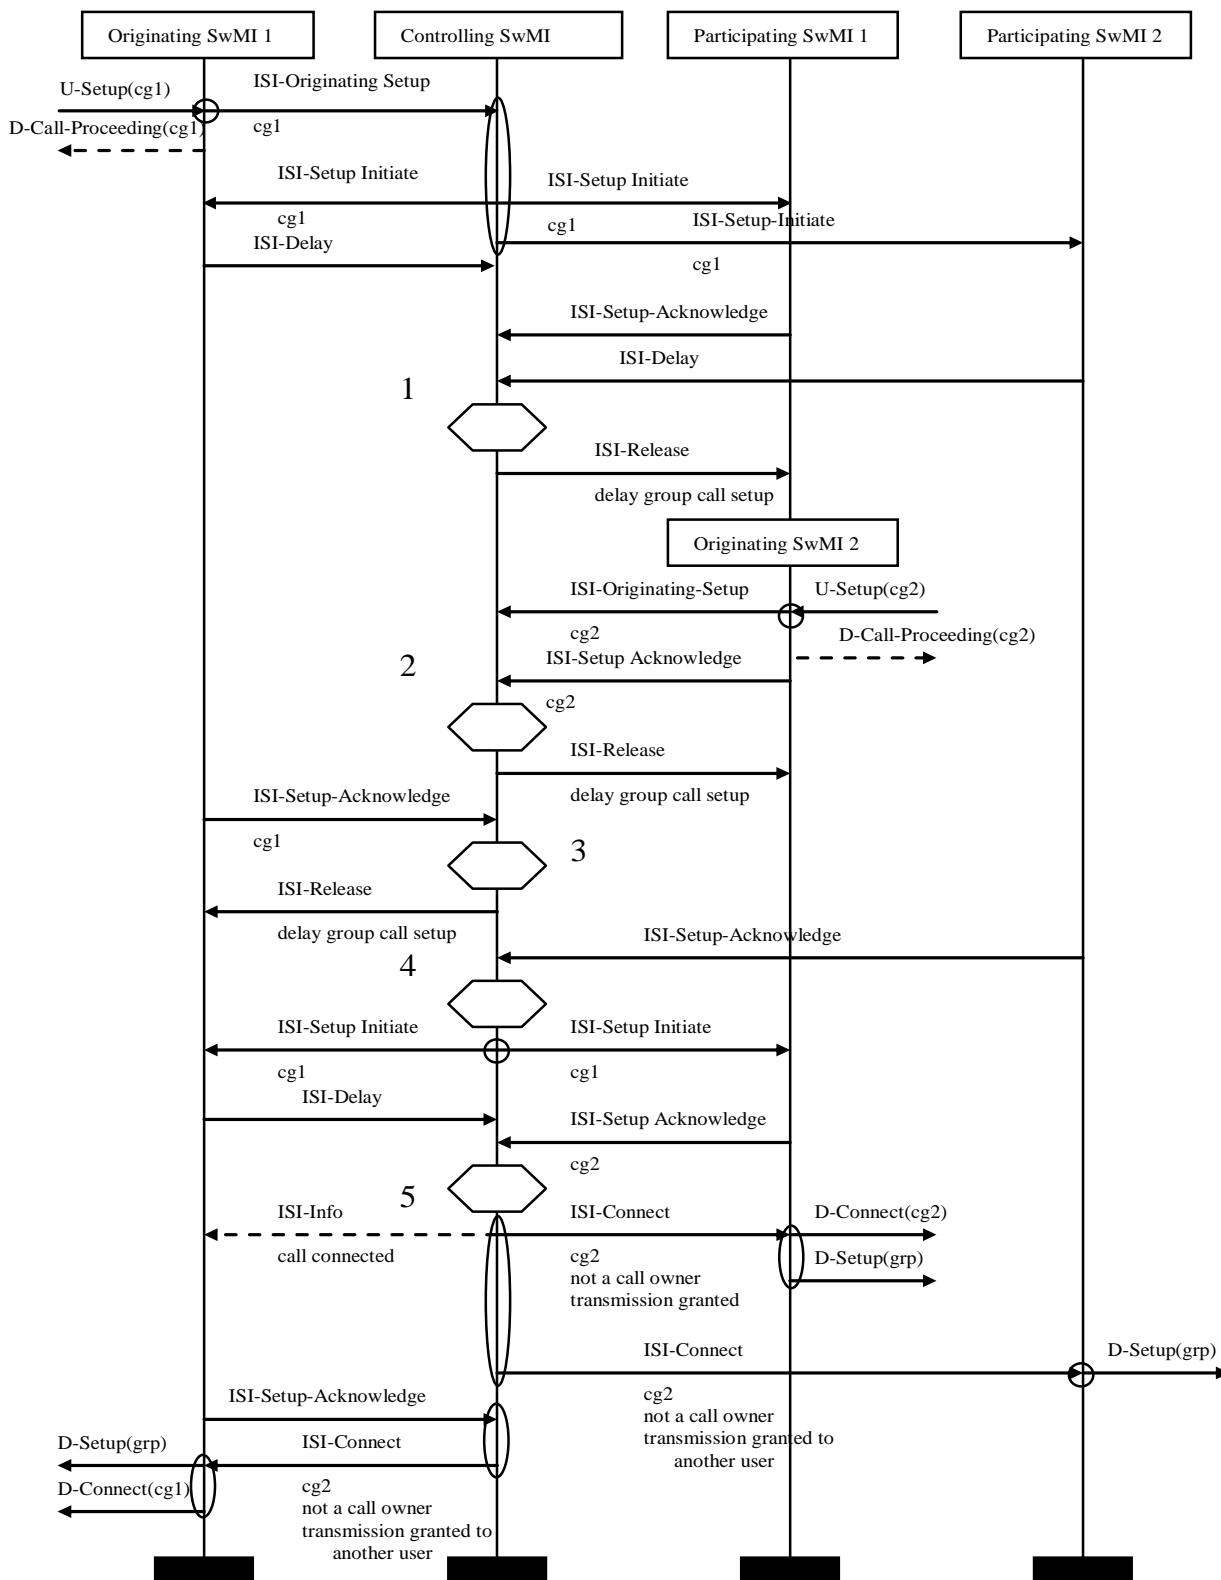 Originating SwMI 1
Controlling SwMI
Participating SwMI 1
Participating SwMI 2
U-Setup(cg1)
ISI-Originating Setup
cg1
D-Call-Proceeding(cg1)
ISI-Setup Initiate
ISI-Setup Initiate
cg1
cg1
ISI-Setup-Initiate
ISI-Delay
cg1
ISI-Setup-Acknowledge
ISI-Delay
1
ISI-Release
delay group call setup
Originating SwMI 2
ISI-Originating-Setup
U-Setup(cg2)
cg2
D-Call-Proceeding(cg2)
ISI-Setup Acknowledge
2
cg2
ISI-Release
delay group call setup
ISI-Setup-Acknowledge
cg1
3
ISI-Release
delay group call setup
ISI-Setup-Acknowledge
4
ISI-Setup Initiate
ISI-Setup Initiate
cg1
cg1
ISI-Delay
ISI-Setup Acknowledge
cg2
5
ISI-Info
ISI-Connect
D-Connect(cg2)
call connected
cg2
not a call owner
transmission granted
D-Setup(grp)
ISI-Connect
D-Setup(grp)
cg2
not a call owner
transmission granted to
another user
ISI-Setup-Acknowledge
D-Setup(grp)
ISI-Connect
D-Connect(cg1)
cg2
not a call owner
transmission granted to
another user